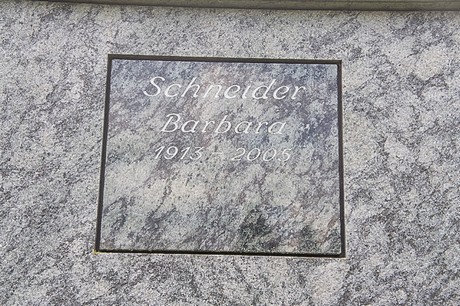 Schneider
Barbara
1913 - 2005